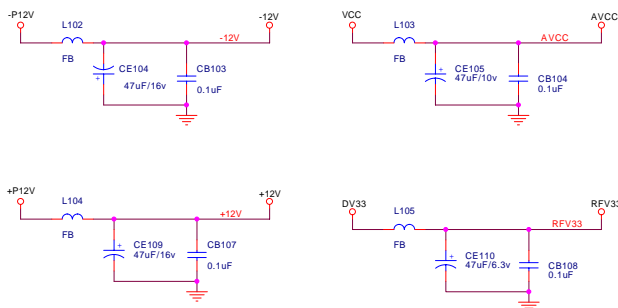 -P12V
L102
FB
-12V
-12V
CE104
+
47uF/16v
CB103
0.1uF
VCC
L103
FB
AVCC
AVCC
+
CE105
47uF/10v
CB104
0.1uF
+P12V
L104
FB
+12V
+12V
+
CE109
47uF/16v
CB107
0.1uF
DV33
L105
FB
RFV33
RFV33
+
CE110
47uF/6.3v
CB108
0.1uF